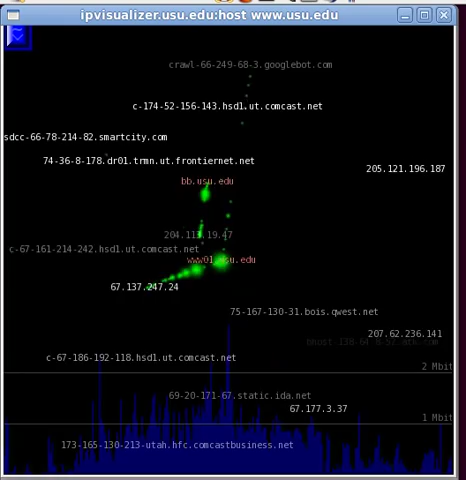 ipvisualizer.usu.edu:host www.usu.edu
crawl-66-249-68-3.googlebot.com
c-174-52-156-143.hsd1.ut.comcast.net
sdcc-66-78-214-82.smartcity.com
74-36-8-178.dr01.trmn.ut.frontiernet.net
205.121.196.187
bb.usu.edu
c-67-161-214-242.hsd1.ut.comcast.net
www01.usu.edu
67.137.247.24
75-167-130-31.bois.qwest.net
207.62.236.141
c-67-186-192-118.hsd1.ut.comcast.net
2 Mbit
69-20-171-67.static.ida.net
67.177.3.37
1 Mbit
173-165-130-213-utah.hfc.comcastbusiness.net